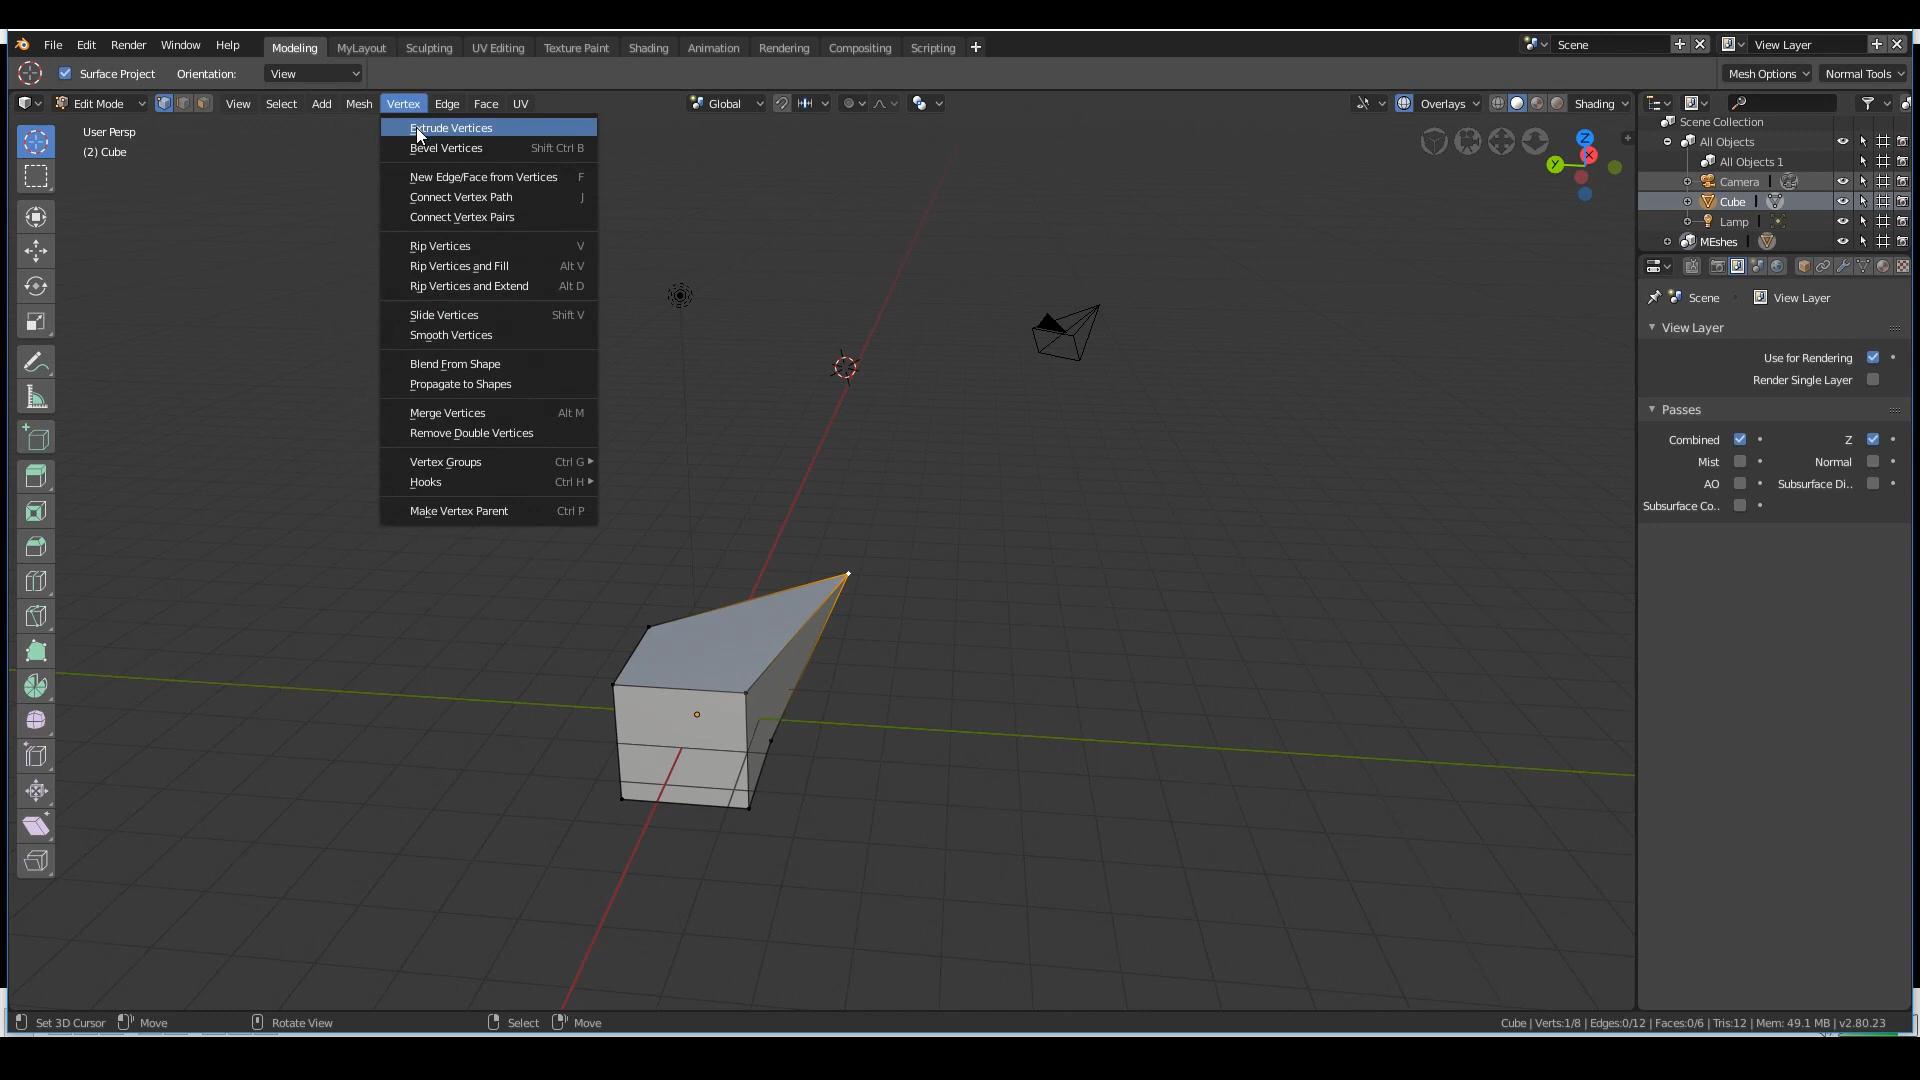 File Edit Render Window Help Modeling MyLayout Sculpting UV Editing Texture Paint Shading Animation Rendering Compositing Scripting + Scene View Layer
Surface Project Orientation: View Mesh Options Normal Tools
Edit Mode View Select Add Mesh Vertex Edge Face UV Global Overlays Shading
User Persp
(2) Cube
Extrude Vertices
Bevel Vertices Shift Ctrl B
New Edge/Face from Vertices F
Connect Vertex Path J
Connect Vertex Pairs
Rip Vertices V
Rip Vertices and Fill Alt V
Rip Vertices and Extend Alt D
Slide Vertices Shift V
Smooth Vertices
Blend From Shape
Propagate to Shapes
Merge Vertices Alt M
Remove Double Vertices
Vertex Groups Ctrl G
Hooks Ctrl H
Make Vertex Parent Ctrl P
Z
X
Y
Scene Collection
All Objects
All Objects 1
Camera
Cube
Lamp
MEshes
Scene View Layer
View Layer
Use for Rendering
Render Single Layer
Passes
Combined Z
Mist Normal
AO Subsurface Di..
Subsurface Co..
Set 3D Cursor Move Rotate View Select Move Cube | Verts:1/8 | Edges:0/12 | Faces:0/6 | Tris:12 | Mem: 49.1 MB | v2.80.23